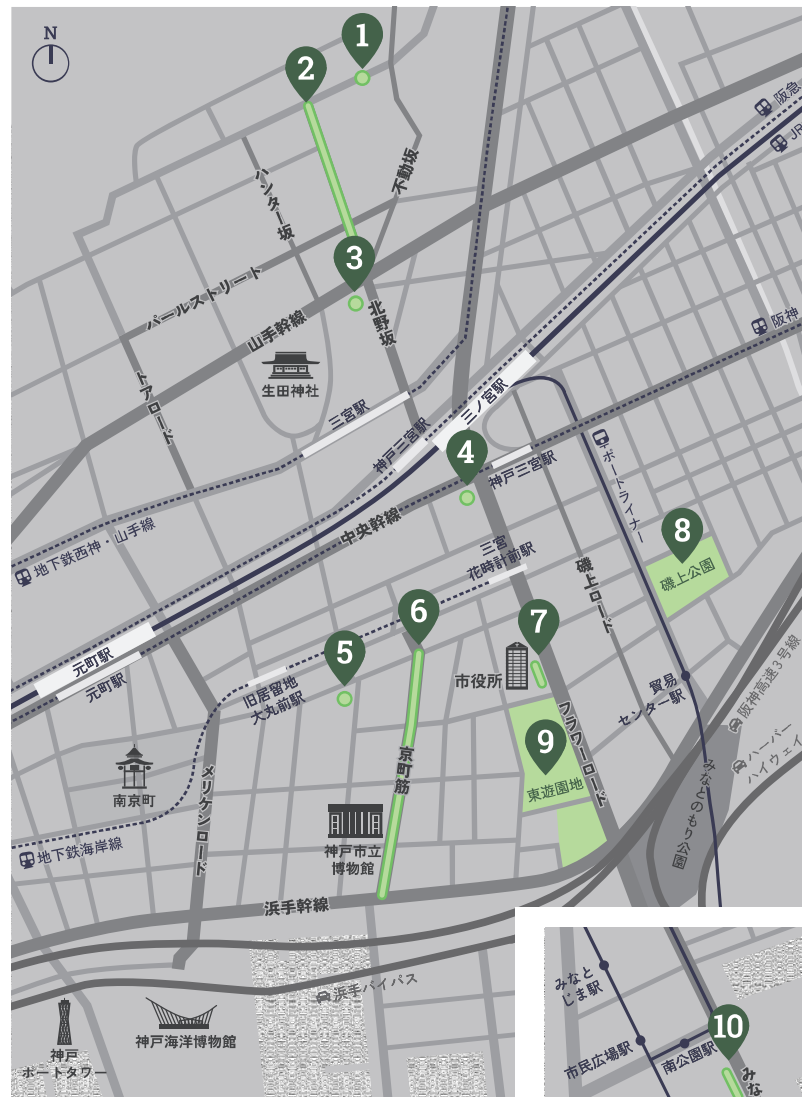 N
1
2
阪急
JR
不動坂
ハンター坂
3
パールストリート
北野坂
山手幹線
阪神
生田神社
トアロード
三宮駅
三ノ宮駅
神戸三宮駅
4
神戸三宮駅
ポートライナー
地下鉄西神・山手線
中央幹線
三宮
花時計前駅
8
磯上公園
磯上ロード
6
7
5
元町駅
元町駅
市役所
旧居留地
大丸前駅
貿易
センター駅
阪神高速3号線
フラワーロード
9
東遊園地
ハーバー
ハイウェイ
京町筋
南京町
メリケンロード
みなとのもり公園
地下鉄海岸線
神戸市立
博物館
浜手幹線
浜手バイパス
神戸
ポートタワー
神戸海洋博物館
みなと
じま駅
10
市民広場駅
南公園駅
みな